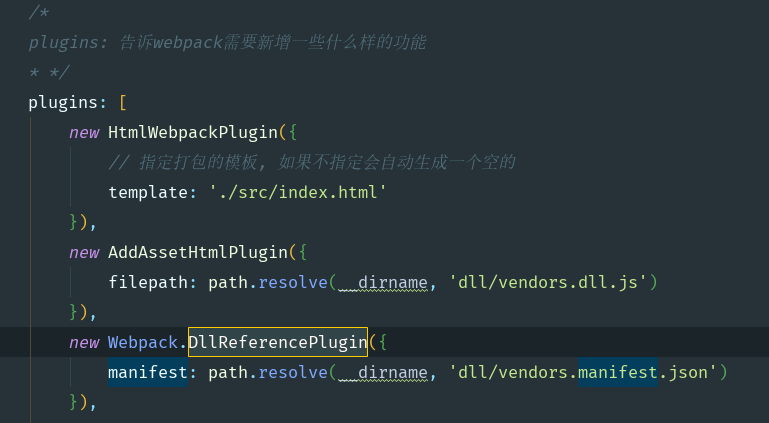 /*
plugins: 告诉webpack需要新增一些什么样的功能
* */
plugins: [
    new HtmlWebpackPlugin({
        // 指定打包的模板, 如果不指定会自动生成一个空的
        template: './src/index.html'
    }),
    new AddAssetHtmlPlugin({
        filepath: path.resolve(__dirname, 'dll/vendors.dll.js')
    }),
    new Webpack.DllReferencePlugin({
        manifest: path.resolve(__dirname, 'dll/vendors.manifest.json')
    }),